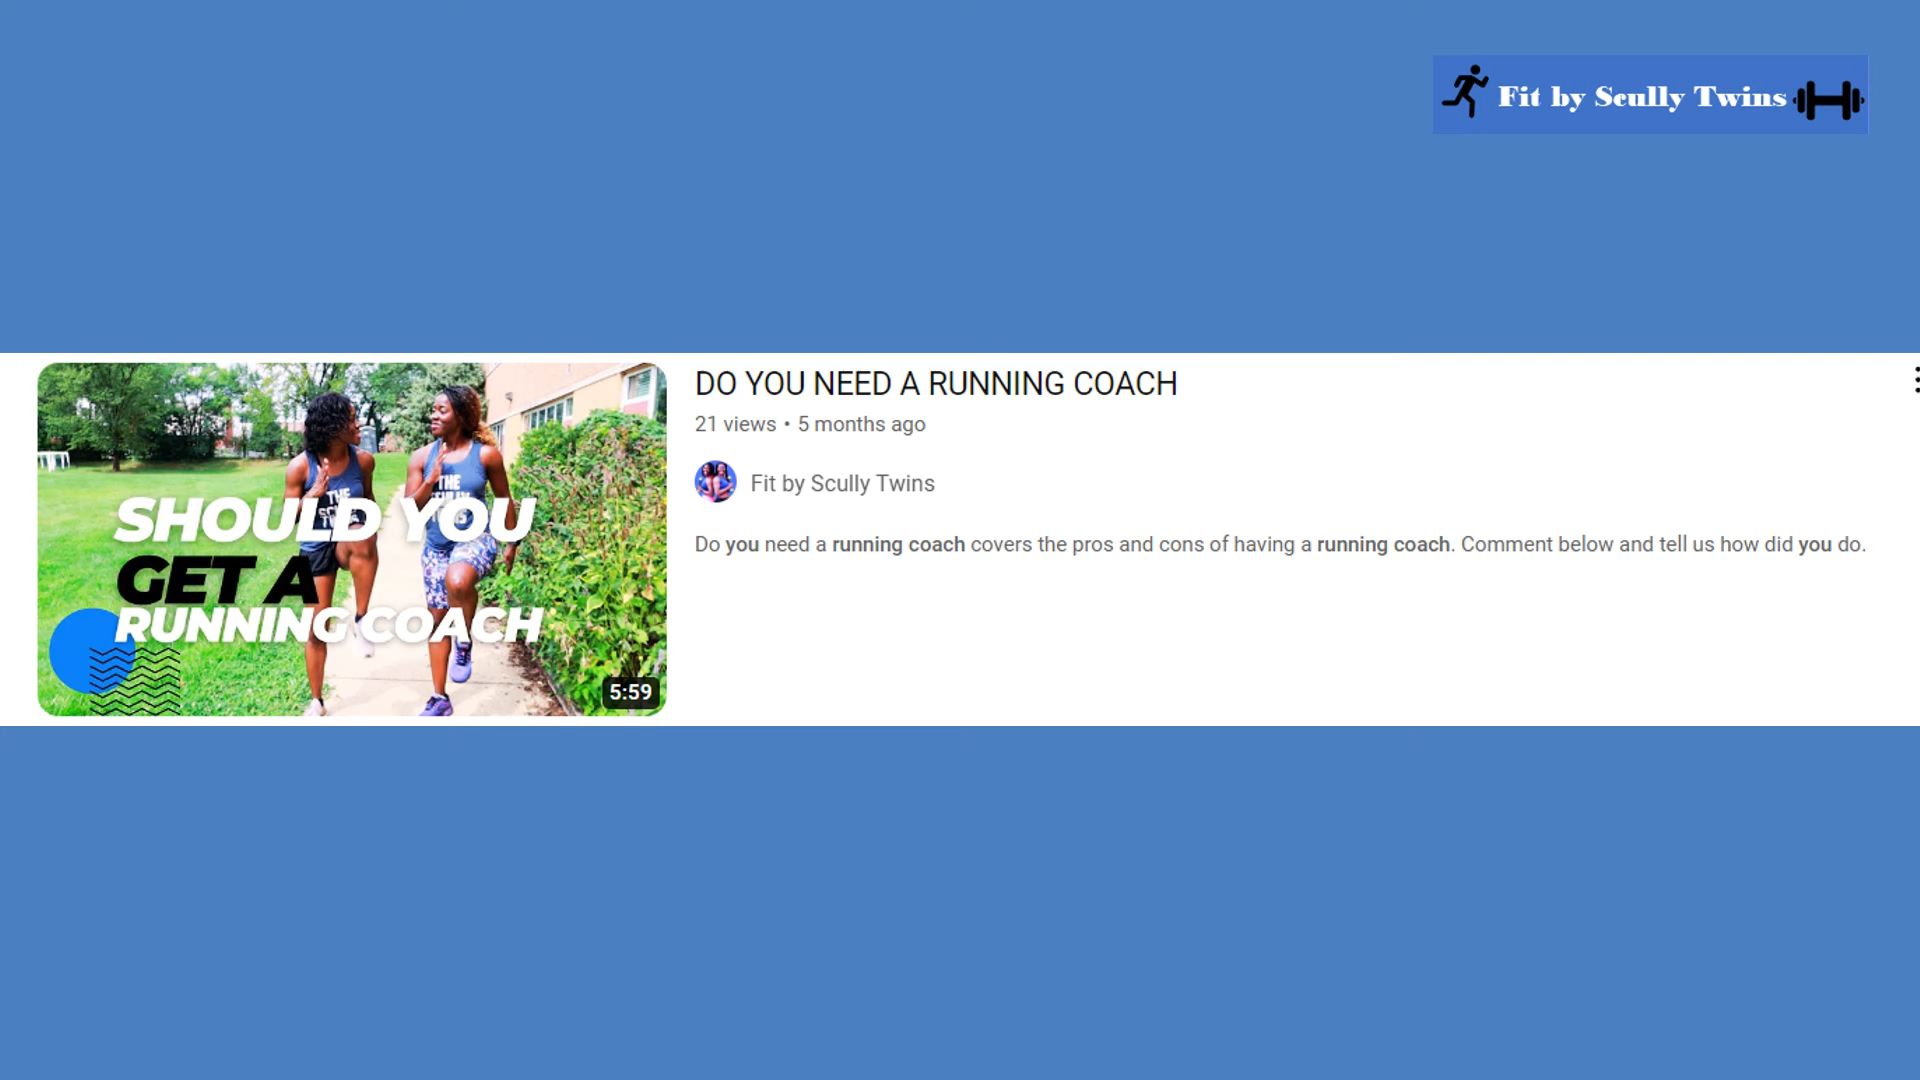 Fit by Scully Twins
SHOULD YOU
GET A
RUNNING COACH
5:59
DO YOU NEED A RUNNING COACH
21 views • 5 months ago
Fit by Scully Twins
Do you need a running coach covers the pros and cons of having a running coach. Comment below and tell us how did you do.